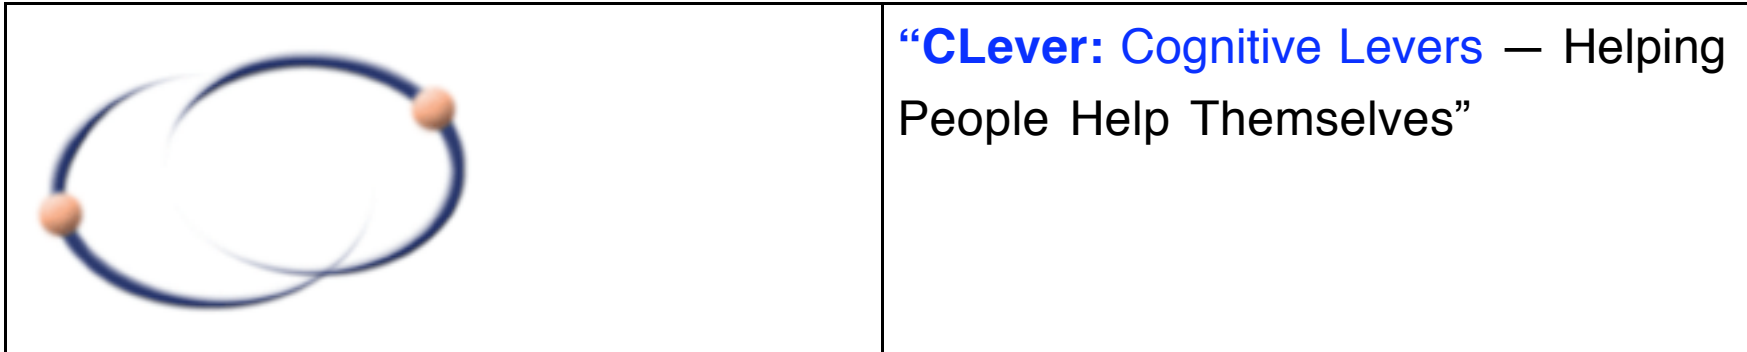 “CLever: Cognitive Levers — Helping
People Help Themselves”